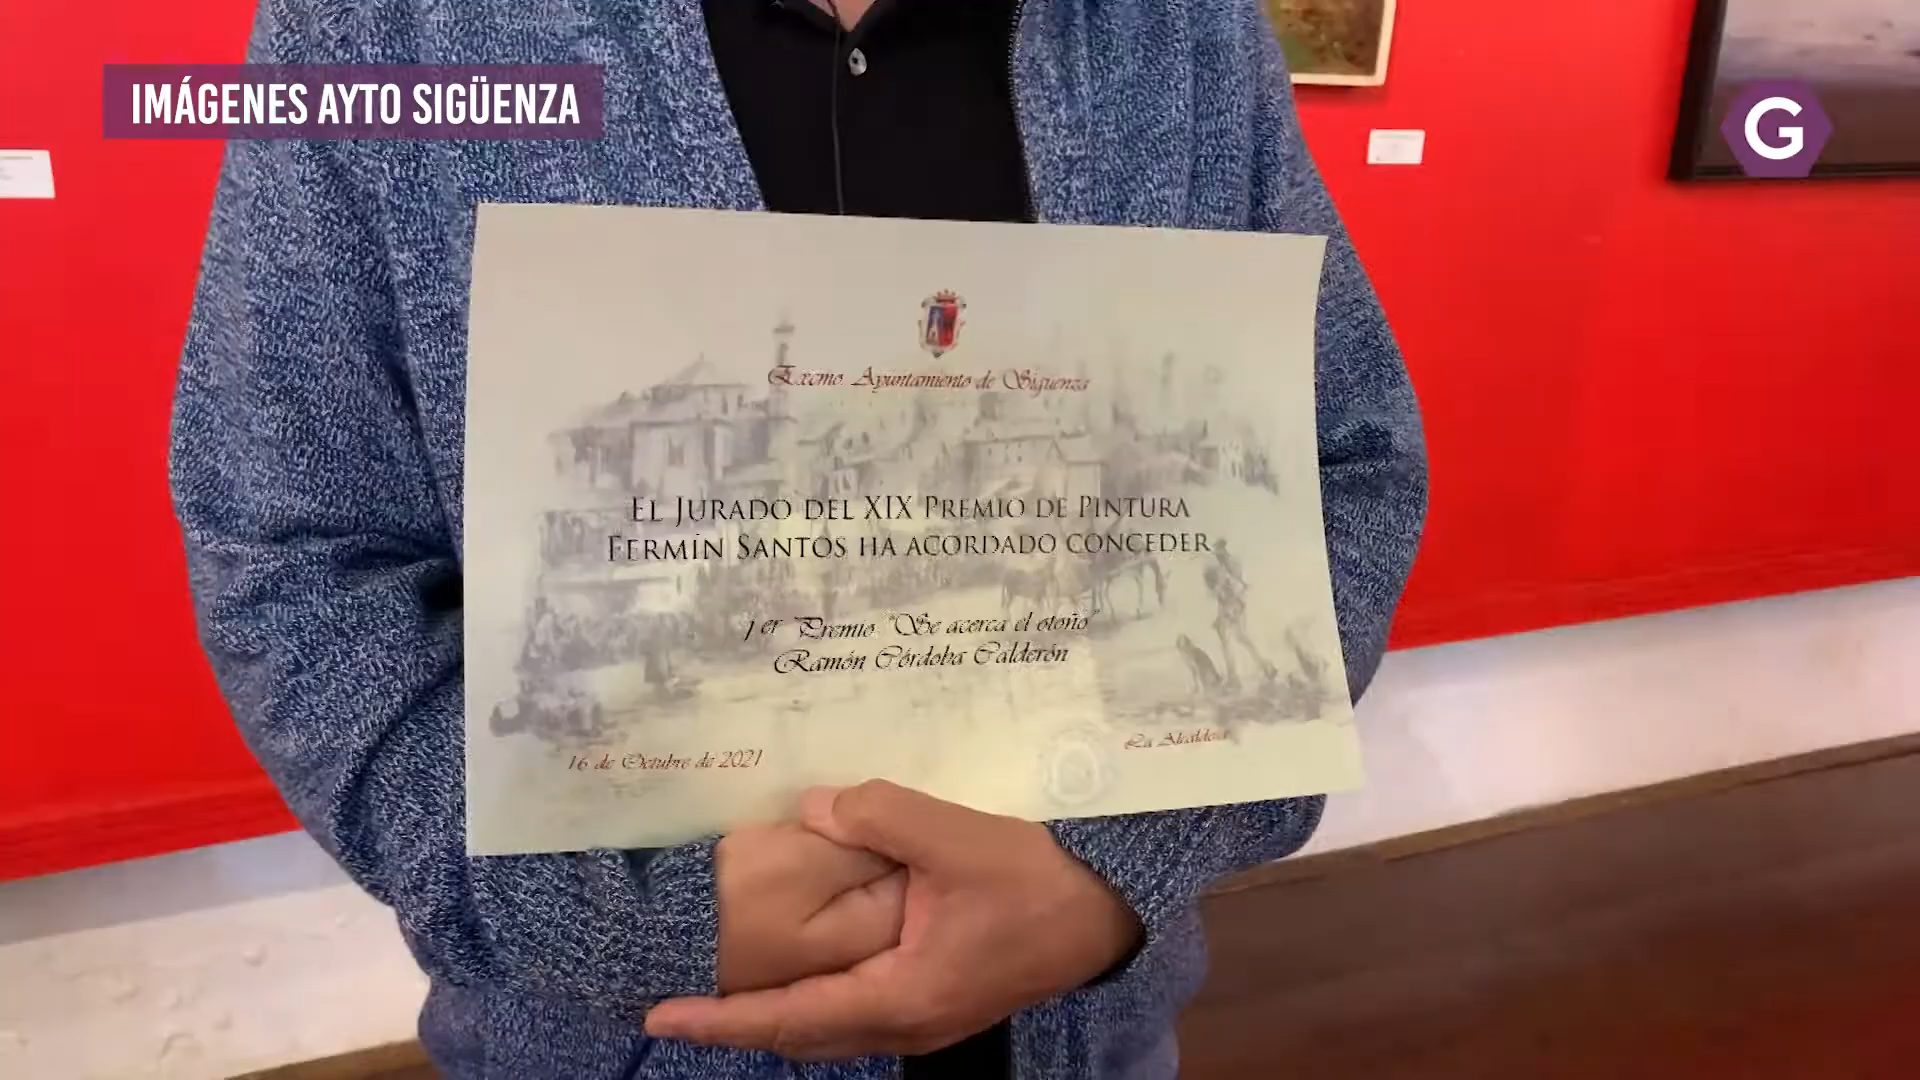 IMÁGENES AYTO SIGÜENZA
G
Excmo. Ayuntamiento de Sigüenza
EL JURADO DEL XIX PREMIO DE PINTURA
FERMÍN SANTOS HA ACORDADO CONCEDER
1er Premio "Se acerca el otoño"
Ramón Córdoba Calderón
La Alcaldesa
16 de Octubre de 2021